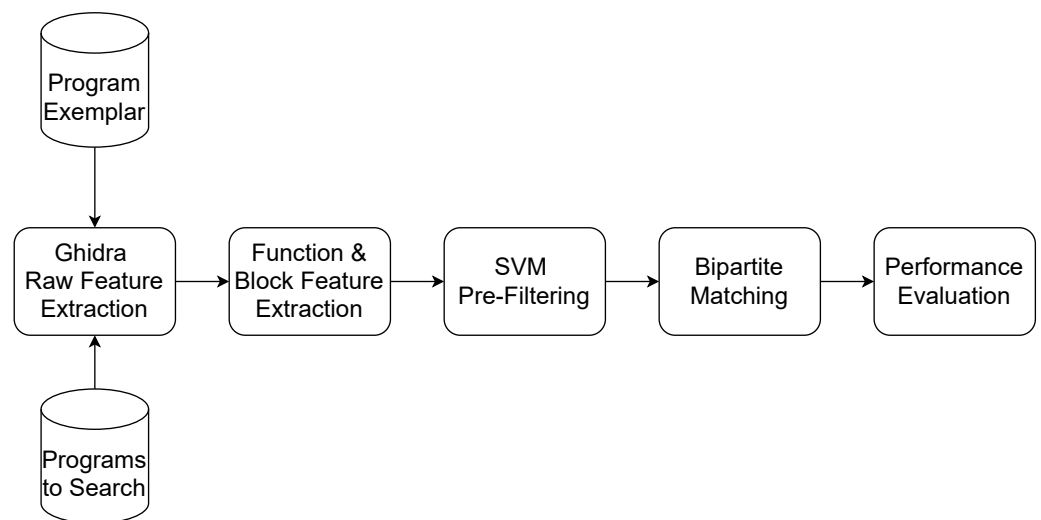 Program
Exemplar
Ghidra
Raw Feature
Extraction
Function &
Block Feature
Extraction
SVM
Pre-Filtering
Bipartite
Matching
Performance
Evaluation
Programs
to Search